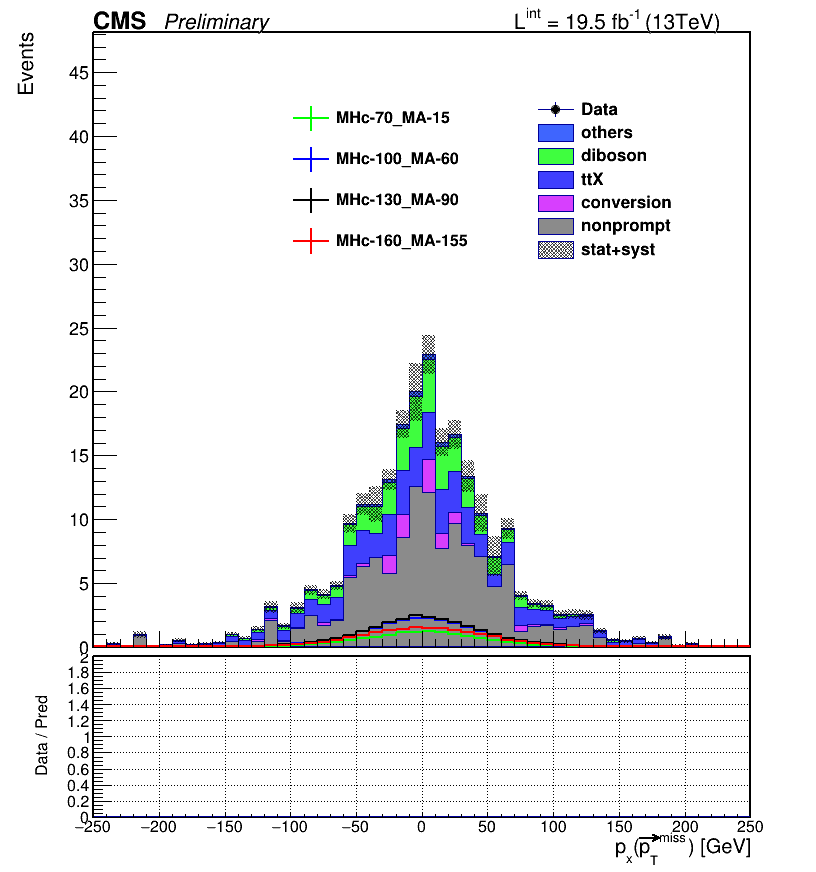 CMS Preliminary L^int = 19.5 fb^-1 (13TeV)
Events
45
40
35
30
25
20
15
10
5
0
MHc-70_MA-15
MHc-100_MA-60
MHc-130_MA-90
MHc-160_MA-155
Data
others
diboson
ttX
conversion
nonprompt
stat+syst
Data / Pred
2
1.8
1.6
1.4
1.2
1
0.8
0.6
0.4
0.2
0
−250 −200 −150 −100 −50 0 50 100 150 200 250
p_x(p_T^miss) [GeV]